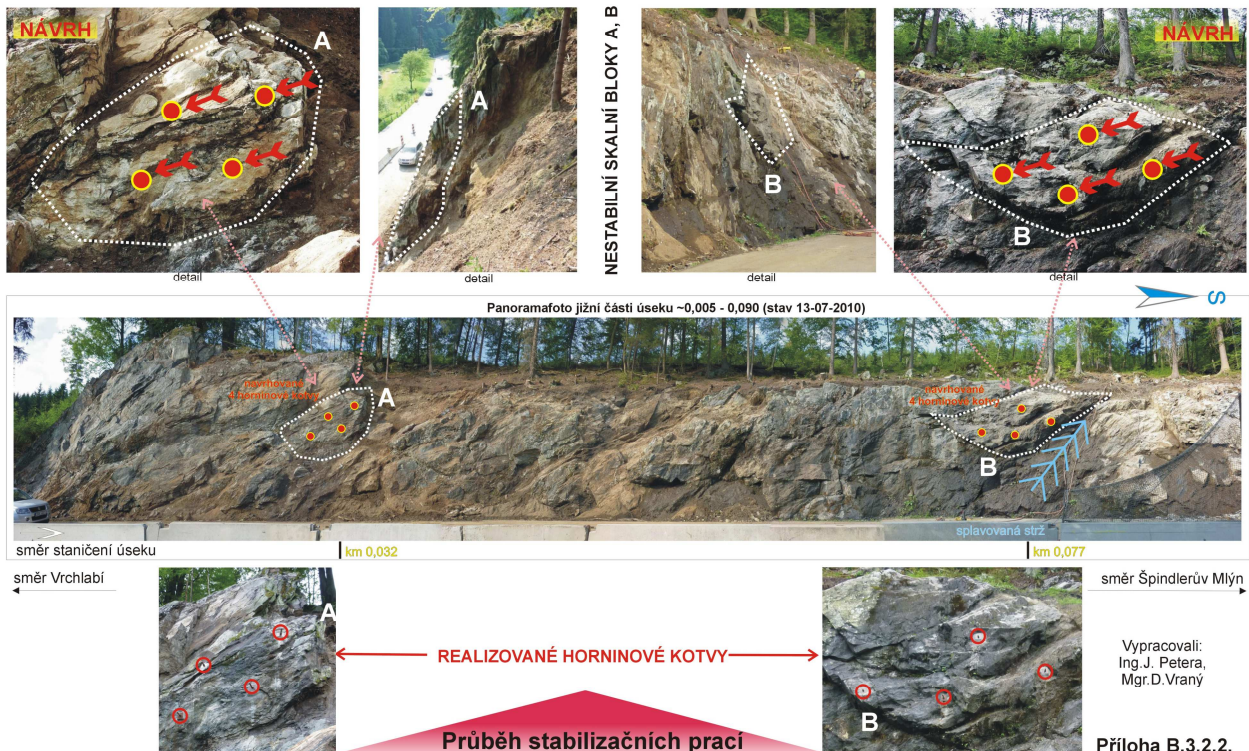 NÁVRH
A
detail
A
detail
NESTABILNÍ SKALNÍ BLOKY A, B
B
detail
NÁVRH
B
detail
Panoramafoto jižní části úseku ~0,005 - 0,090 (stav 13-07-2010)
S
navrhované
4 horninové kotvy
A
navrhované
4 horninové kotvy
B
splavovaná strž
směr staničení úseku
km 0,032
km 0,077
směr Vrchlabí
směr Špindlerův Mlýn
A
REALIZOVANÉ HORNINOVÉ KOTVY
B
Vypracovali:
Ing.J. Petera,
Mgr.D.Vraný
Průběh stabilizačních prací
Příloha B.3.2.2.